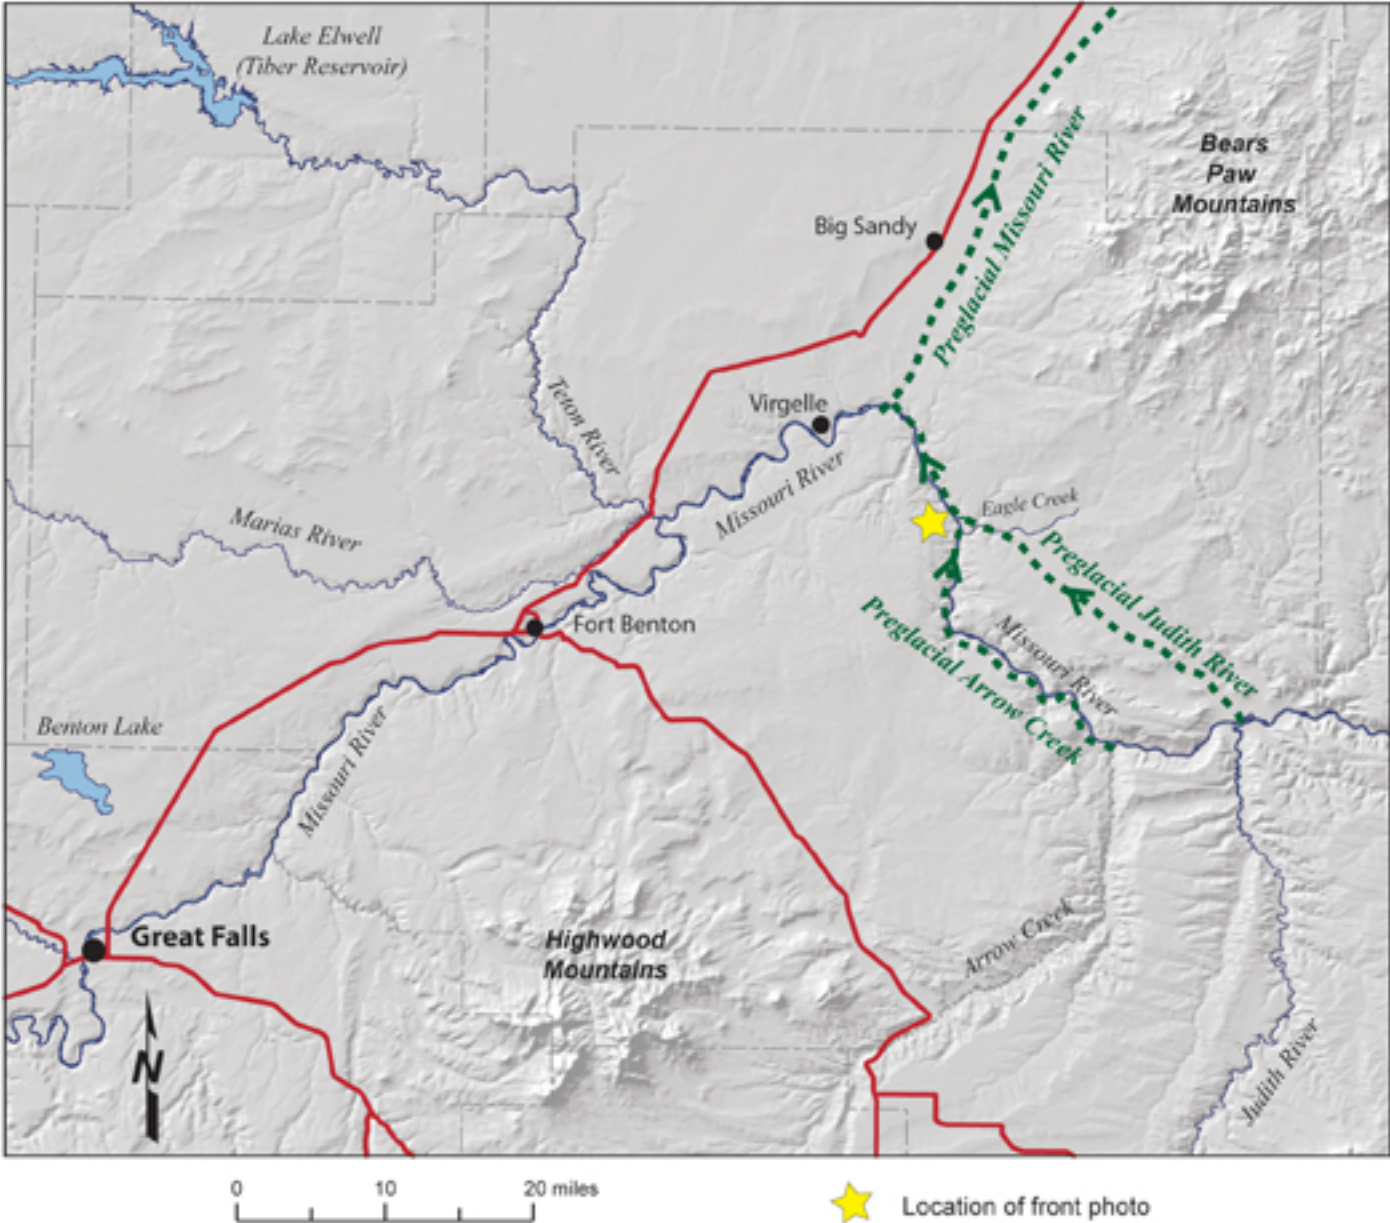 Lake Elwell
(Tiber Reservoir)
Bears
Paw
Mountains
Preglacial Missouri River
Big Sandy
Virgelle
Teton River
Missouri River
Eagle Creek
Marias River
Preglacial Judith River
Fort Benton
Missouri River
Preglacial Arrow Creek
Benton Lake
Missouri River
Great Falls
Highwood
Mountains
Arrow Creek
Judith River
N
0 10 20 miles
Location of front photo